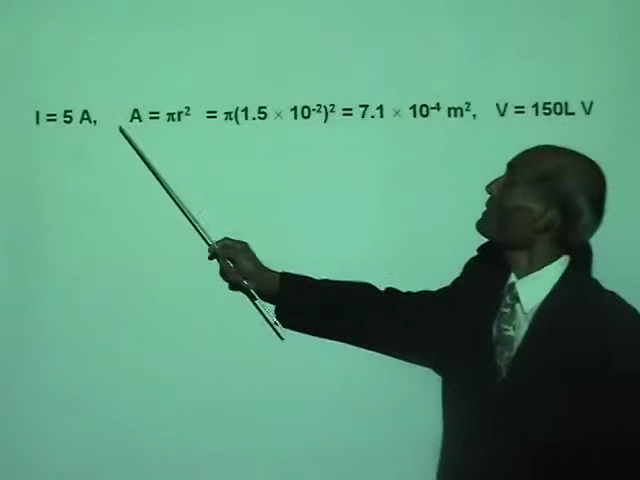 I = 5 A, A = πr² = π(1.5 × 10⁻²)² = 7.1 × 10⁻⁴ m², V = 150L V